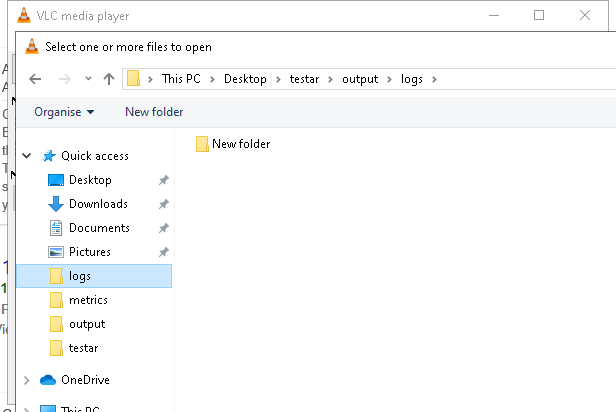 VLC media player
Select one or more files to open
This PC > Desktop > testar > output > logs >
Organise New folder
New folder
Quick access
Desktop
Downloads
Documents
Pictures
logs
metrics
output
testar
OneDrive
This PC